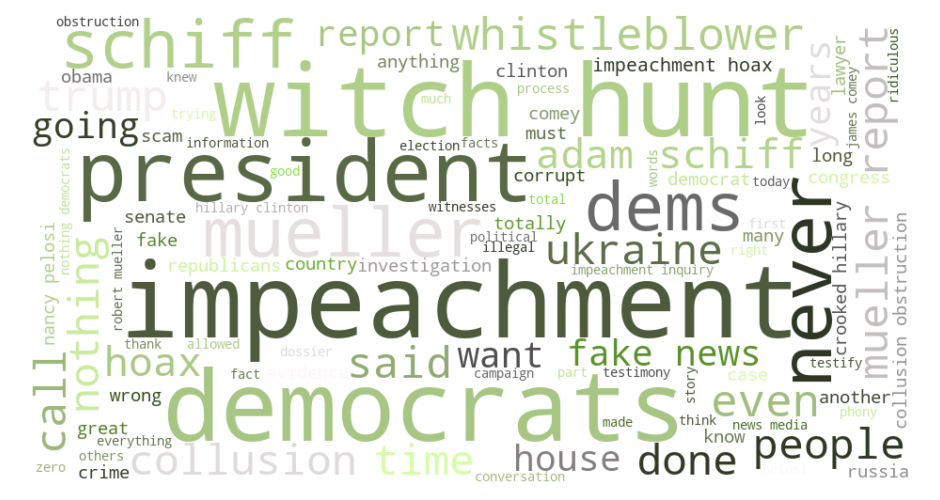 obstruction
schiff
report
whistleblower
anything
clinton
impeachment hoax
years
lawyer
report
ridiculous
obama
knew
trump
witch hunt
process
much
look
james comey
trying
comey
going
scam
information
election
facts
must
adam schiff
words
long
president
good
corrupt
democrat
today
congress
nothing democrats
senate
hillary clinton
witnesses
total
dems
never
first
fake
mueller
political
totally
illegal
ukraine
many
right
crooked hillary
mueller
collusion obstruction
nancy pelosi
nothing
robert mueller
republicans
country
investigation
impeachment inquiry
impeachment
thank
allowed
dossier
call
hoax
said
want
fake news
testify
fact
evidence
campaign
part
testimony
story
case
wrong
democrats
even
another
phony
great
made
think
news media
everything
know
people
others
zero
crime
collusion
time
conversation
house
done
russia